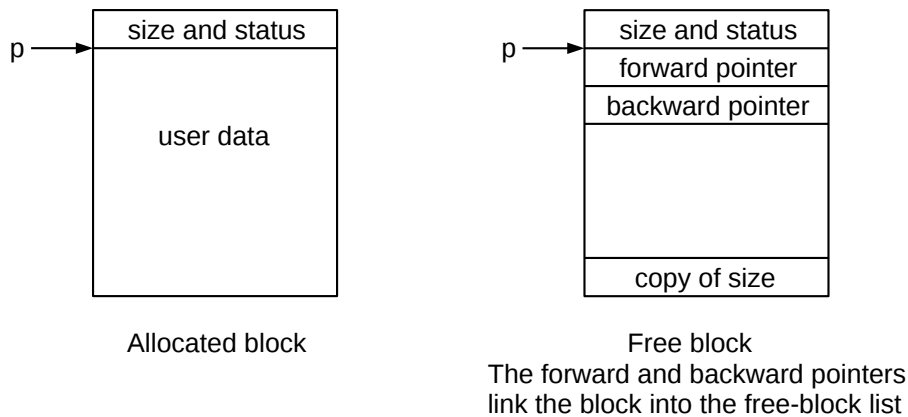 size and status
p
user data
Allocated block
size and status
p
forward pointer
backward pointer
copy of size
Free block
The forward and backward pointers
link the block into the free-block list